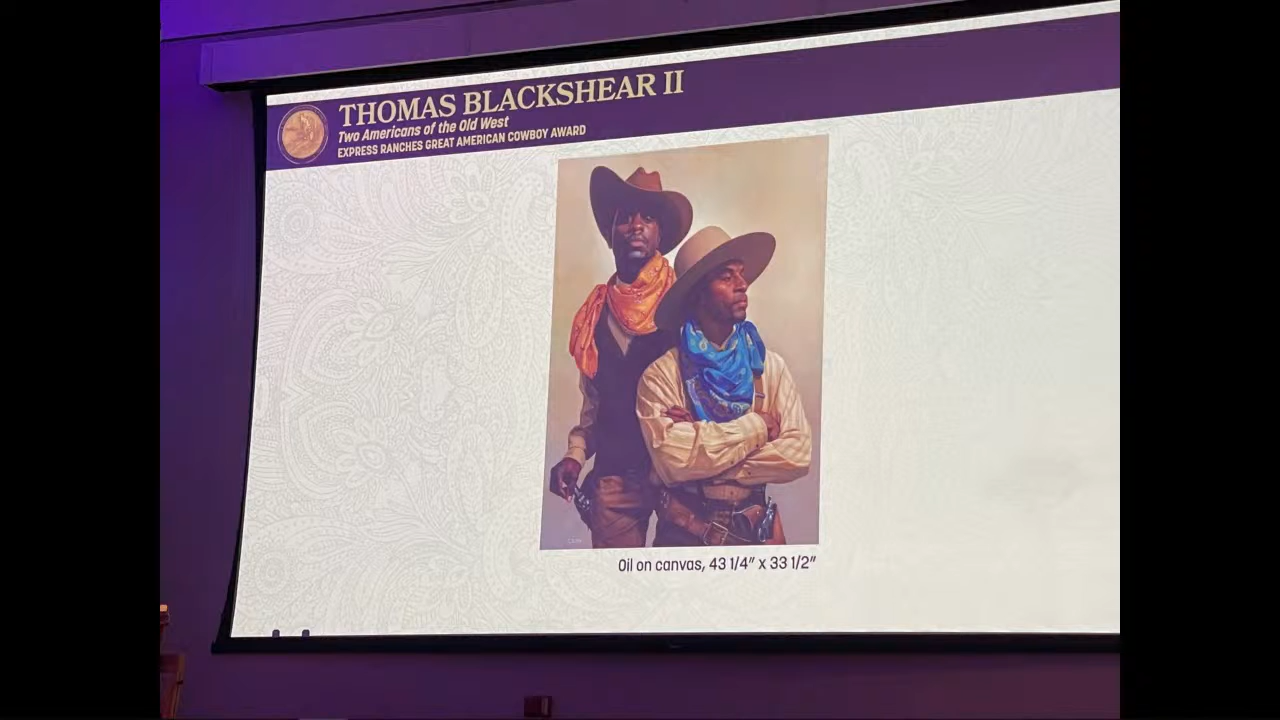 THOMAS BLACKSHEAR II
Two Americans of the Old West
EXPRESS RANCHES GREAT AMERICAN COWBOY AWARD
Oil on canvas, 43 1/4" x 33 1/2"